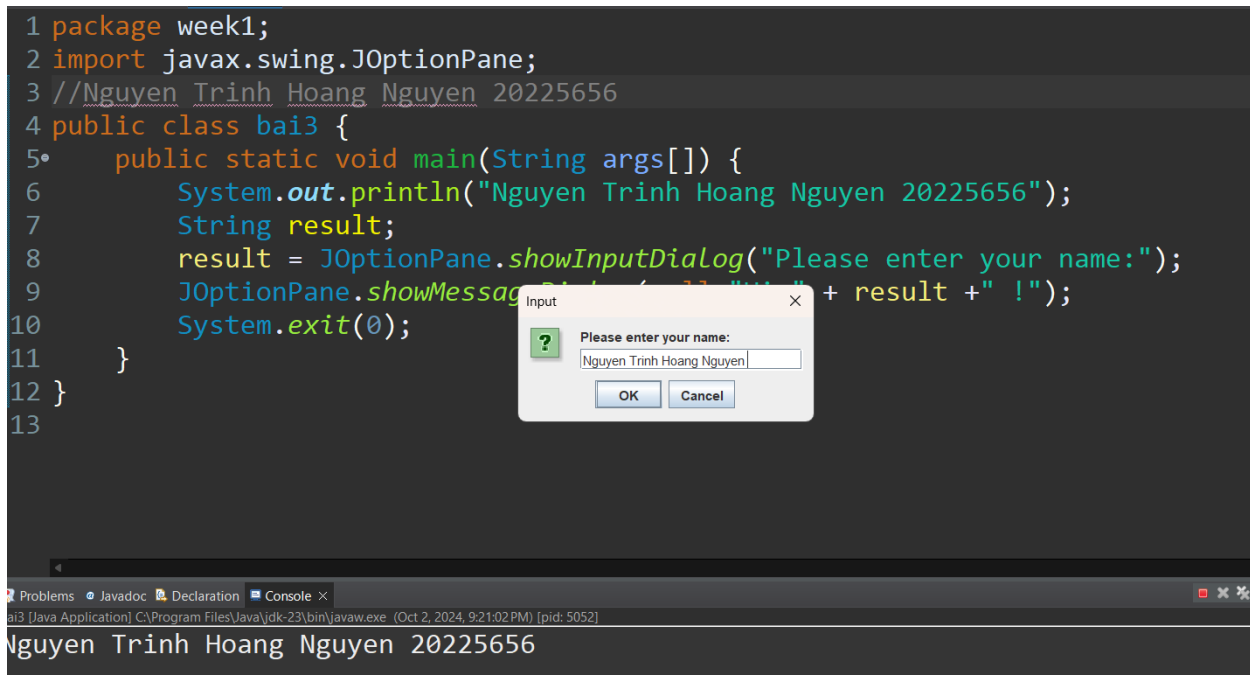 1 package week1;
2 import javax.swing.JOptionPane;
3 //Nguyen Trinh Hoang Nguyen 20225656
4 public class bai3 {
5 public static void main(String args[]) {
6 System.out.println("Nguyen Trinh Hoang Nguyen 20225656");
7 String result;
8 result = JOptionPane.showInputDialog("Please enter your name:");
9 JOptionPane.showMessag + result +" !");
10 System.exit(0);
11 }
12 }
13
Input
Please enter your name:
Nguyen Trinh Hoang Nguyen
OK Cancel
Problems Javadoc Declaration Console
ai3 [Java Application] C:\Program Files\Java\jdk-23\bin\javaw.exe (Oct 2, 2024, 9:21:02 PM) [pid: 5052]
Nguyen Trinh Hoang Nguyen 20225656